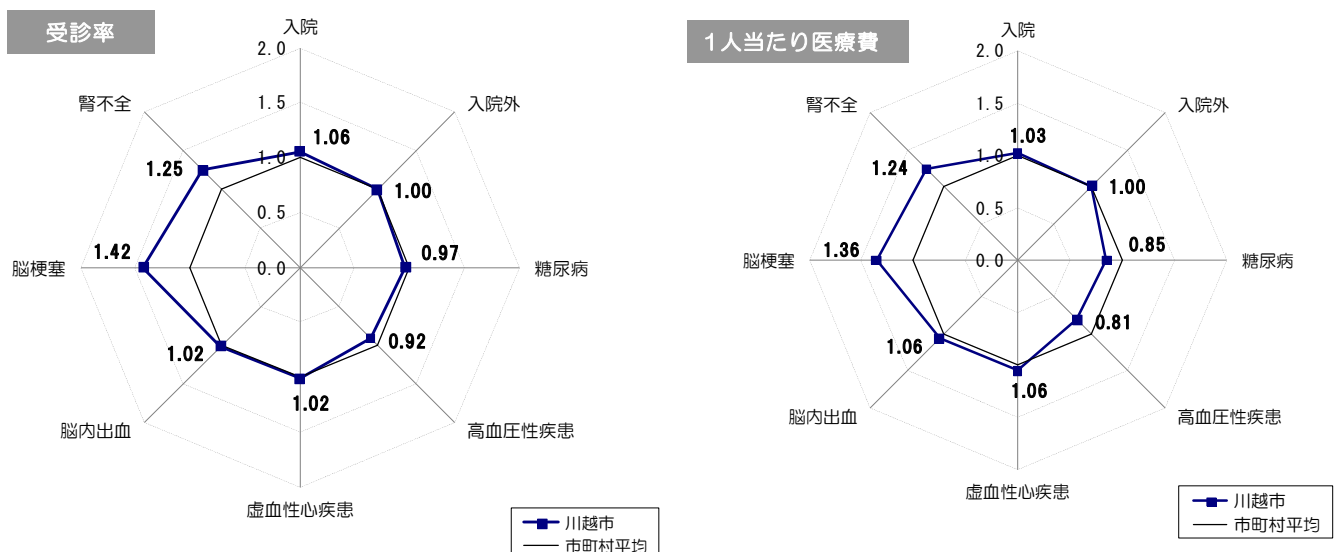 受診率
入院
2.0
1.5
1.0
0.5
0.0
1.06
入院外
1.00
糖尿病
0.97
高血圧性疾患
0.92
虚血性心疾患
1.02
脳内出血
1.02
脳梗塞
1.42
腎不全
1.25
川越市
市町村平均
1人当たり医療費
入院
2.0
1.5
1.0
0.5
0.0
1.03
入院外
1.00
糖尿病
0.85
高血圧性疾患
0.81
虚血性心疾患
1.06
脳内出血
1.06
脳梗塞
1.36
腎不全
1.24
川越市
市町村平均